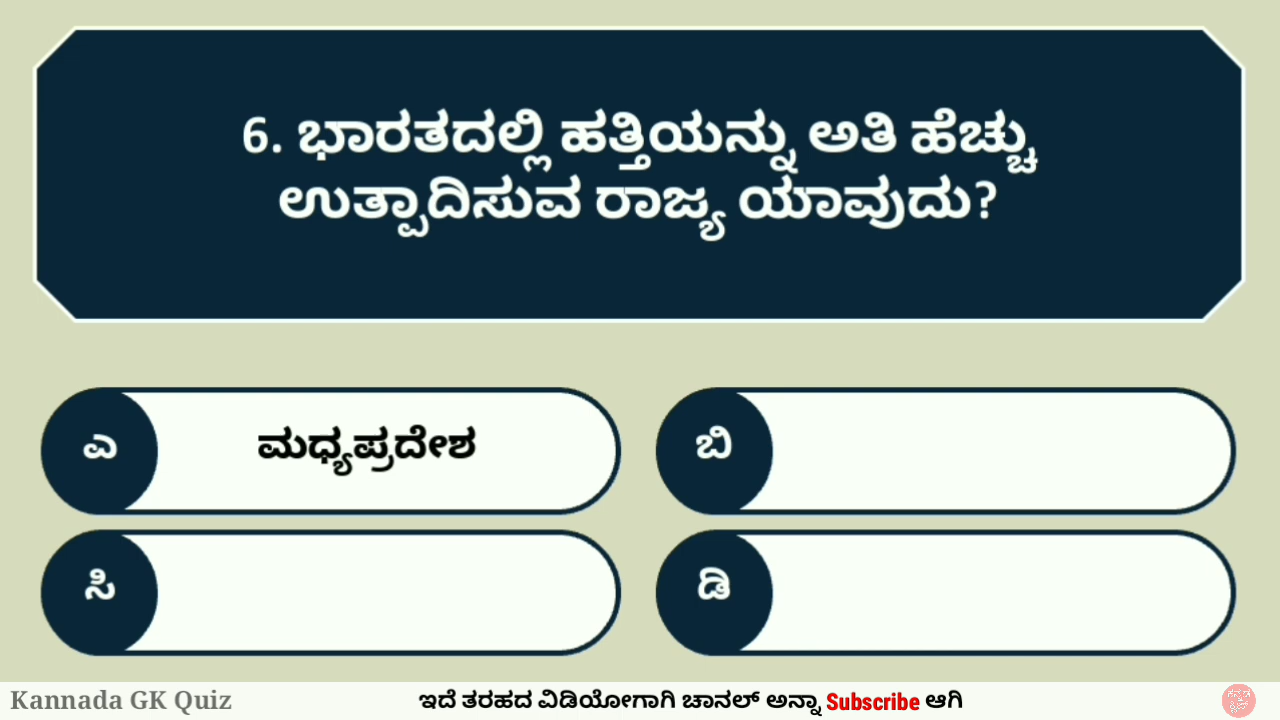 6. ಭಾರತದಲ್ಲಿ ಹತ್ತಿಯನ್ನು ಅತಿ ಹೆಚ್ಚು
ಉತ್ಪಾದಿಸುವ ರಾಜ್ಯ ಯಾವುದು?
ಎ ಮಧ್ಯಪ್ರದೇಶ
ಬಿ
ಸಿ
ಡಿ
Kannada GK Quiz
ಇದೆ ತರಹದ ವಿಡಿಯೋಗಾಗಿ ಚಾನಲ್ ಅನ್ನಾ Subscribe ಆಗಿ